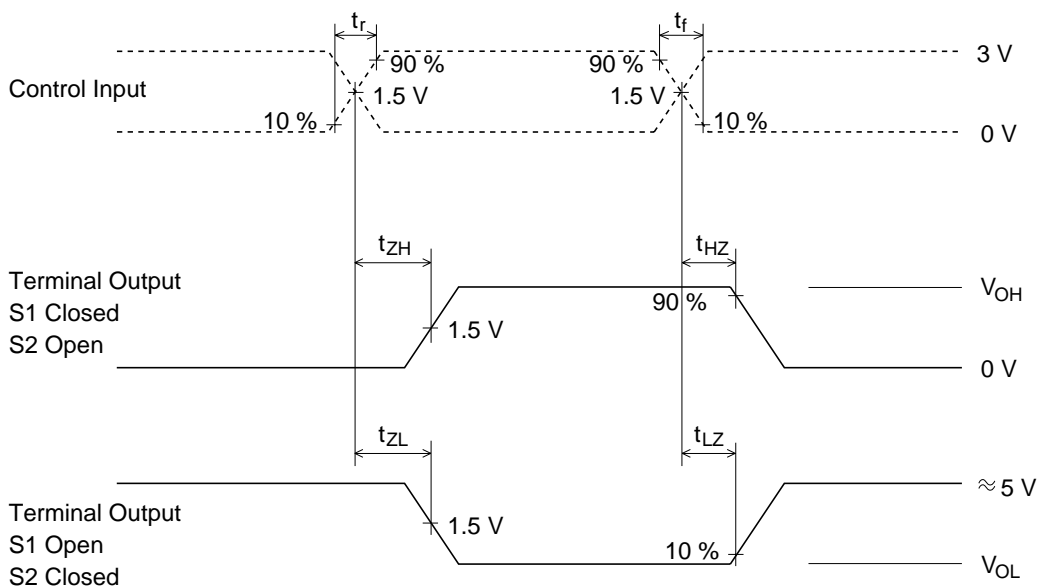 tr
tf
3 V
90 %
90 %
Control Input
1.5 V
1.5 V
10 %
10 %
0 V
tZH
tHZ
Terminal Output
S1 Closed
S2 Open
VOH
90 %
1.5 V
0 V
tZL
tLZ
≈ 5 V
Terminal Output
S1 Open
S2 Closed
1.5 V
10 %
VOL